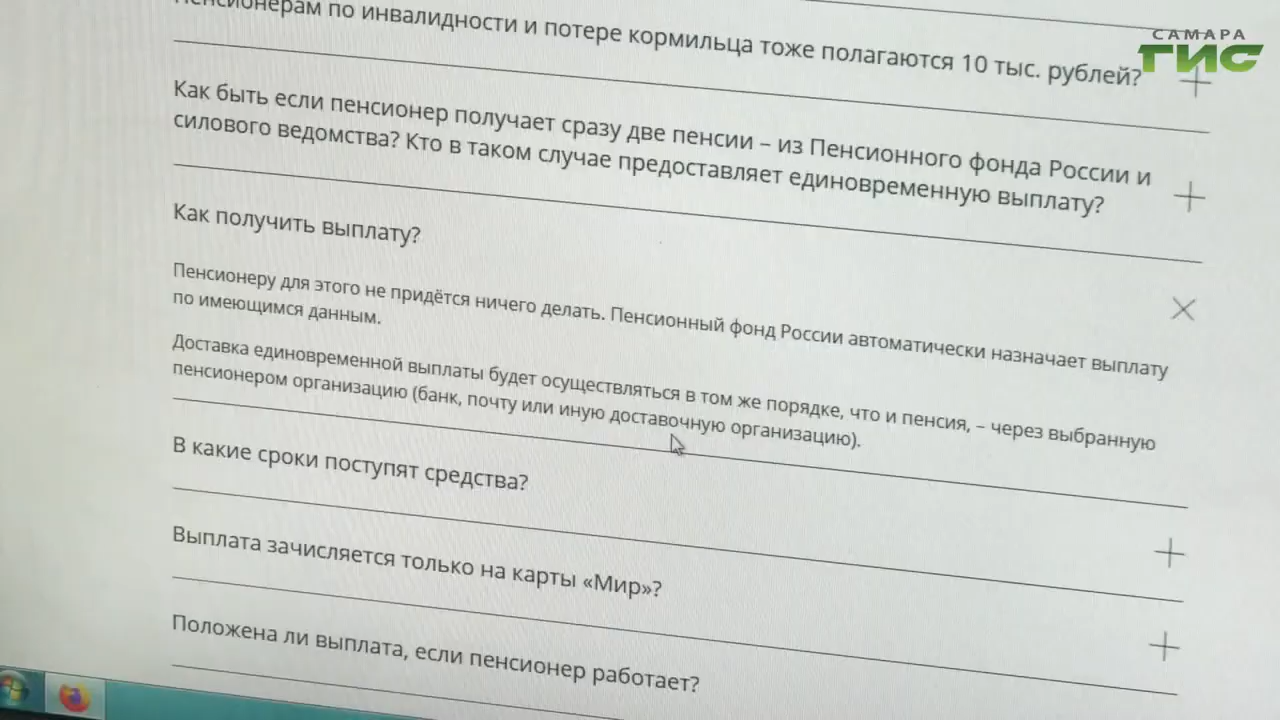 Пенсионерам по инвалидности и потере кормильца тоже полагаются 10 тыс. рублей?
САМАРА
ГИС
Как быть если пенсионер получает сразу две пенсии – из Пенсионного фонда России и
силового ведомства? Кто в таком случае предоставляет единовременную выплату?
Как получить выплату?
Пенсионеру для этого не придётся ничего делать. Пенсионный фонд России автоматически назначает выплату
по имеющимся данным.
Доставка единовременной выплаты будет осуществляться в том же порядке, что и пенсия, – через выбранную
пенсионером организацию (банк, почту или иную доставочную организацию).
В какие сроки поступят средства?
Выплата зачисляется только на карты «Мир»?
Положена ли выплата, если пенсионер работает?